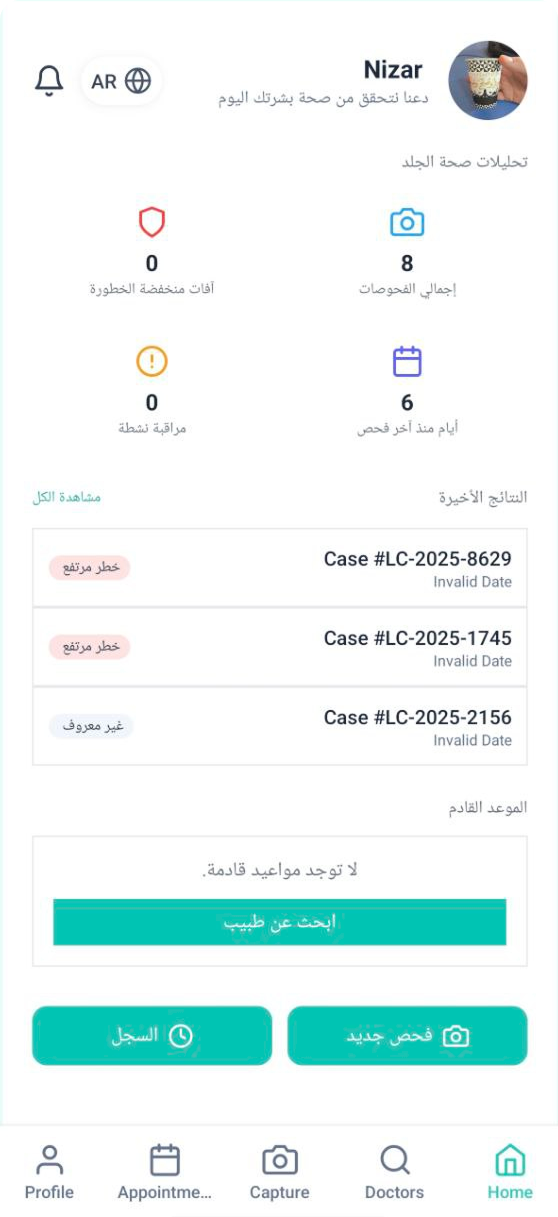 Nizar
دعنا نتحقق من صحة بشرتك اليوم
AR
تحليلات صحة الجلد
8
إجمالي الفحوصات
0
آفات منخفضة الخطورة
6
أيام منذ آخر فحص
0
مراقبة نشطة
النتائج الأخيرة
مشاهدة الكل
Case #LC-2025-8629
Invalid Date
خطر مرتفع
Case #LC-2025-1745
Invalid Date
خطر مرتفع
Case #LC-2025-2156
Invalid Date
غير معروف
الموعد القادم
لا توجد مواعيد قادمة.
ابحث عن طبيب
فحص جديد
السجل
Home
Doctors
Capture
Appointme...
Profile